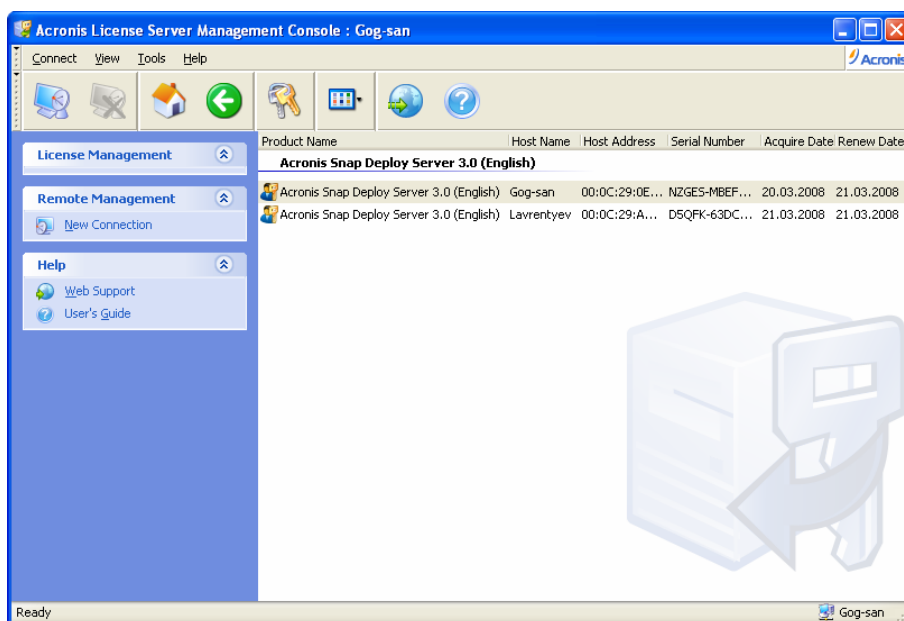 Acronis License Server Management Console : Gog-san
Connect View Tools Help
Acronis
License Management
Remote Management
New Connection
Help
Web Support
User's Guide
Product Name Host Name Host Address Serial Number Acquire Date Renew Date
Acronis Snap Deploy Server 3.0 (English)
Acronis Snap Deploy Server 3.0 (English) Gog-san 00:0C:29:0E... NZGE5-MBEF... 20.03.2008 21.03.2008
Acronis Snap Deploy Server 3.0 (English) Lavrentyev 00:0C:29:A... D5QFK-63DC... 21.03.2008 21.03.2008
Ready Gog-san